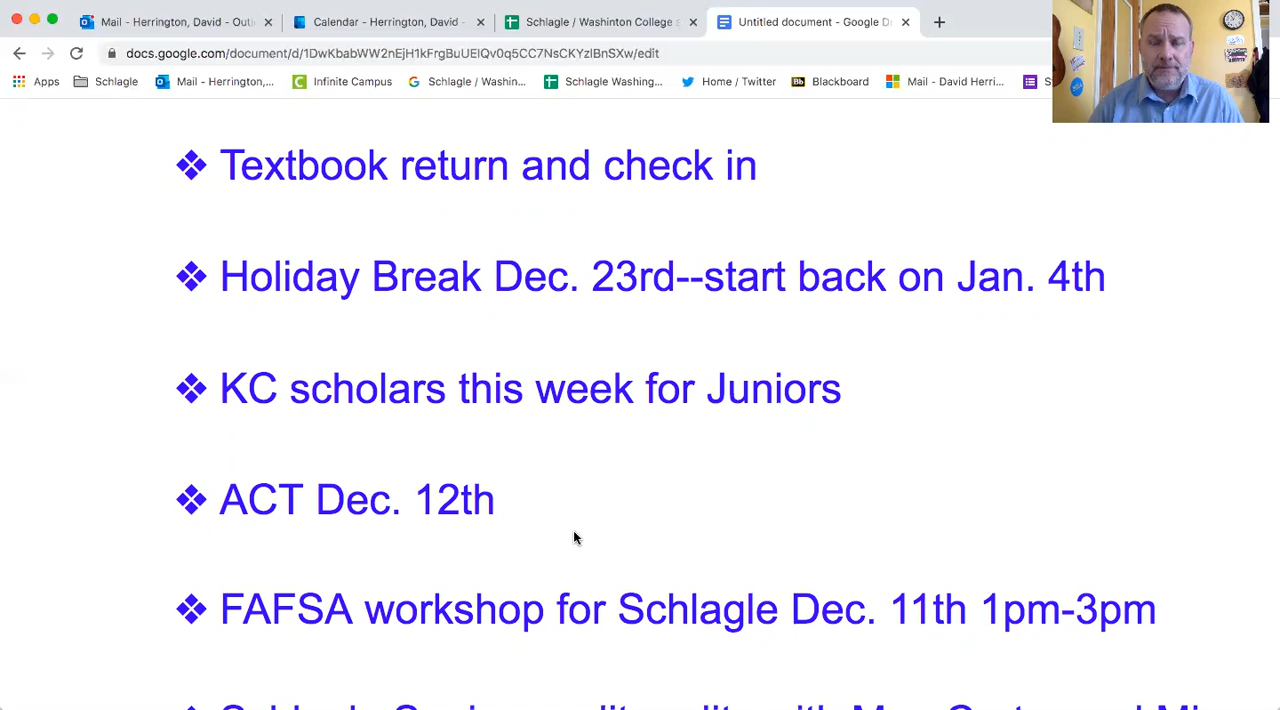 Mail - Herrington, David - Outl
Calendar - Herrington, David -
Schlagle / Washinton College s
Untitled document - Google D
docs.google.com/document/d/1DwKbabWW2nEjH1kFrgBuUElQv0q5CC7NsCKYzlBnSXw/edit
Apps
Schlagle
Mail - Herrington,...
Infinite Campus
Schlagle / Washin...
Schlagle Washing...
Home / Twitter
Bb Blackboard
Mail - David Herri...
S
❖ Textbook return and check in
❖ Holiday Break Dec. 23rd--start back on Jan. 4th
❖ KC scholars this week for Juniors
❖ ACT Dec. 12th
❖ FAFSA workshop for Schlagle Dec. 11th 1pm-3pm